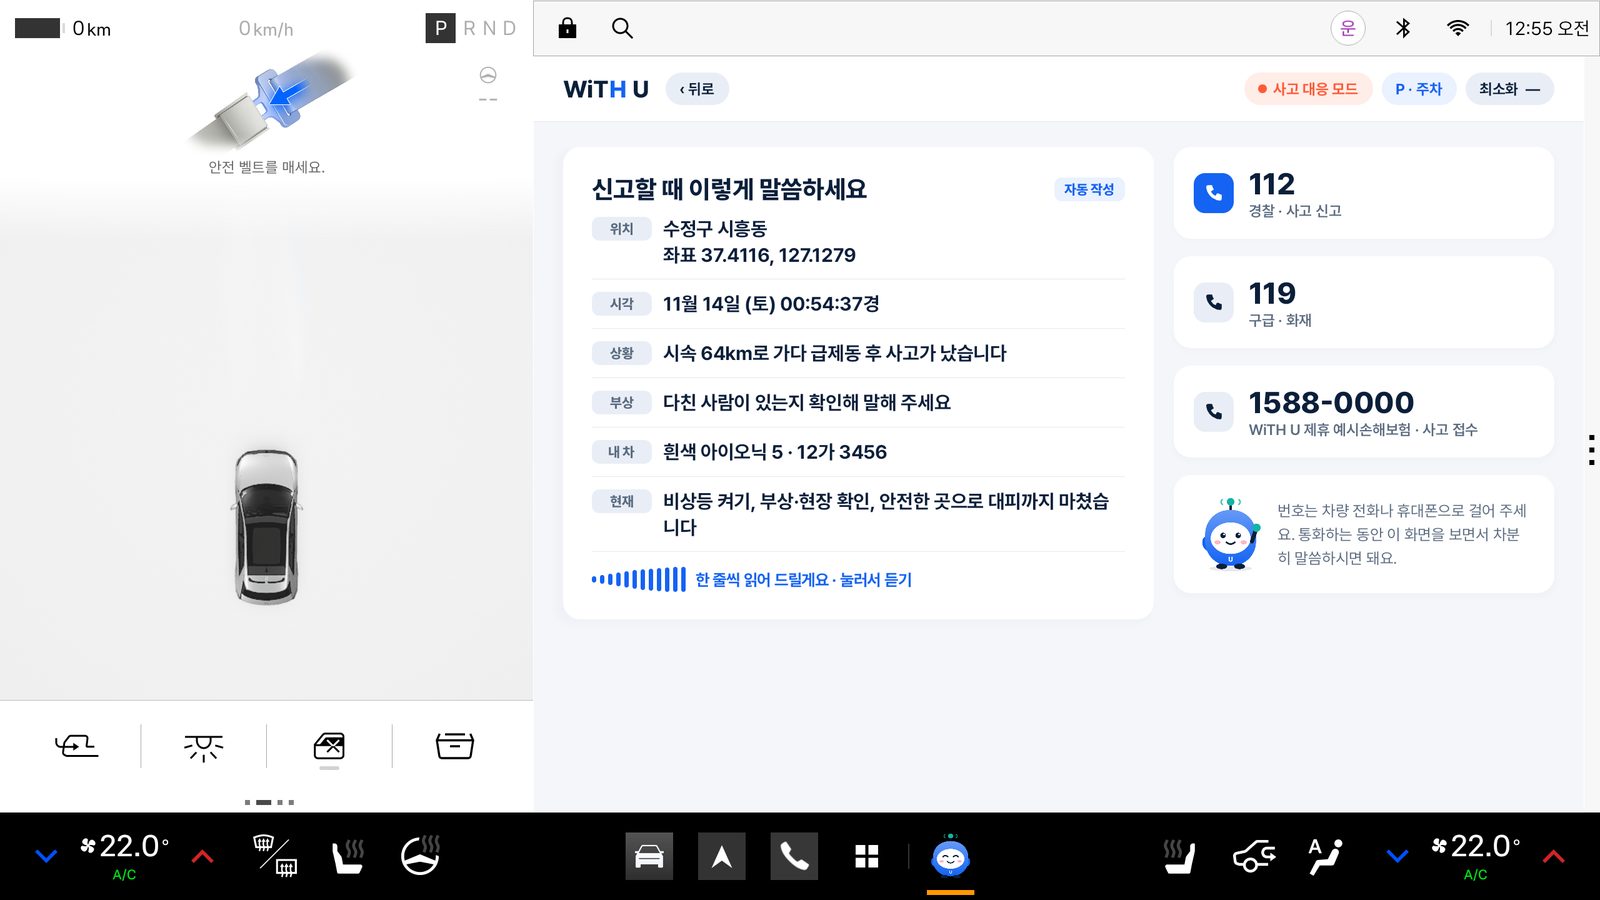 0 km
0 km/h
P R N D
안전 벨트를 매세요.
운
12:55 오전
WiTH U
‹ 뒤로
사고 대응 모드
P · 주차
최소화 —
신고할 때 이렇게 말씀하세요
자동 작성
위치
수정구 시흥동
좌표 37.4116, 127.1279
시각
11월 14일 (토) 00:54:37경
상황
시속 64km로 가다 급제동 후 사고가 났습니다
부상
다친 사람이 있는지 확인해 말해 주세요
내 차
흰색 아이오닉 5 · 12가 3456
현재
비상등 켜기, 부상·현장 확인, 안전한 곳으로 대피까지 마쳤습
니다
한 줄씩 읽어 드릴게요 · 눌러서 듣기
112
경찰 · 사고 신고
119
구급 · 화재
1588-0000
WiTH U 제휴 예시손해보험 · 사고 접수
번호는 차량 전화나 휴대폰으로 걸어 주세
요. 통화하는 동안 이 화면을 보면서 차분
히 말씀하시면 돼요.
U
22.0°
A/C
U
A
22.0°
A/C